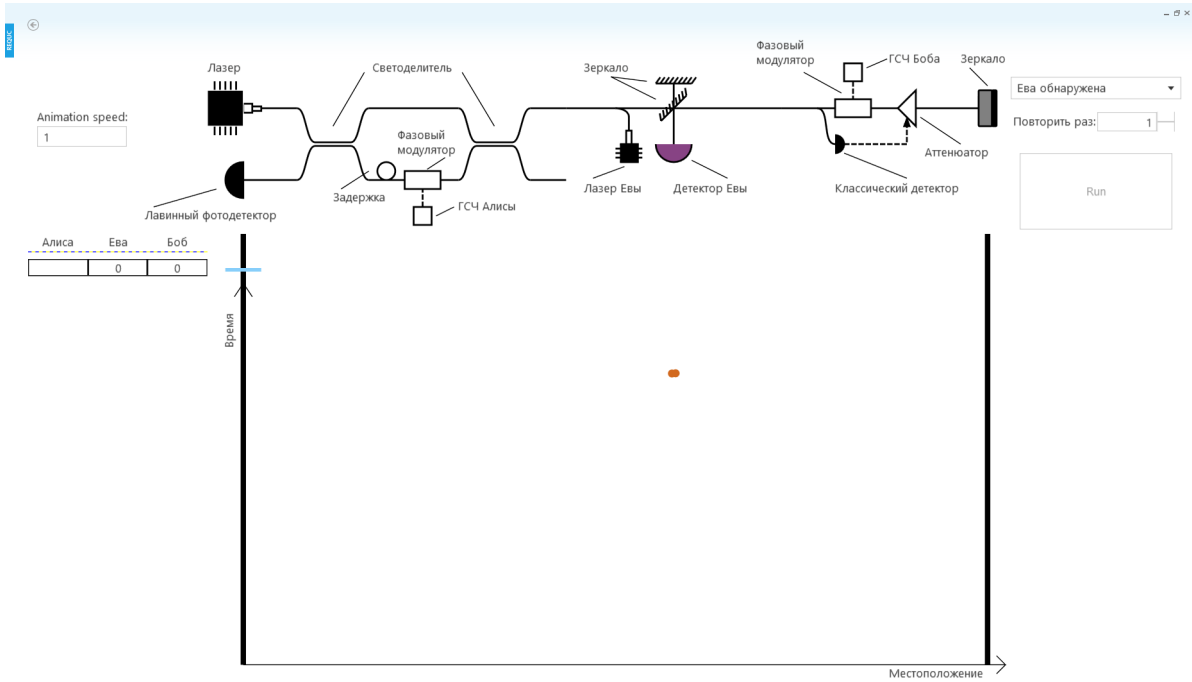 REQUC
Лазер
Светоделитель
Зеркало
Фазовый
модулятор
ГСЧ Боба
Зеркало
Ева обнаружена
Animation speed:
1
Повторить раз:
1
Фазовый
модулятор
Аттенюатор
Задержка
ГСЧ Алисы
Лазер Евы
Детектор Евы
Классический детектор
Run
Лавинный фотодетектор
Алиса
Ева
Боб
0
0
Время
Местоположение